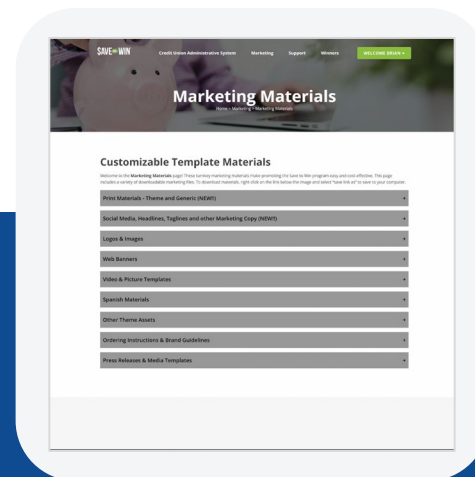 $AVE to WIN
Credit Union Administrative System Marketing Support Winners WELCOME BRIAN
Marketing Materials
Home > Marketing > Marketing Materials
Customizable Template Materials
Welcome to the Marketing Materials page! These turnkey marketing materials make promoting the Save to Win program easy and cost effective. This page
includes a variety of downloadable marketing files. To download materials, right click on the link below the image and select "save link as" to save to your computer.
Print Materials - Theme and Generic (NEW!!) +
Social Media, Headlines, Taglines and other Marketing Copy (NEW!!) +
Logos & Images +
Web Banners +
Video & Picture Templates +
Spanish Materials +
Other Theme Assets +
Ordering Instructions & Brand Guidelines +
Press Releases & Media Templates +